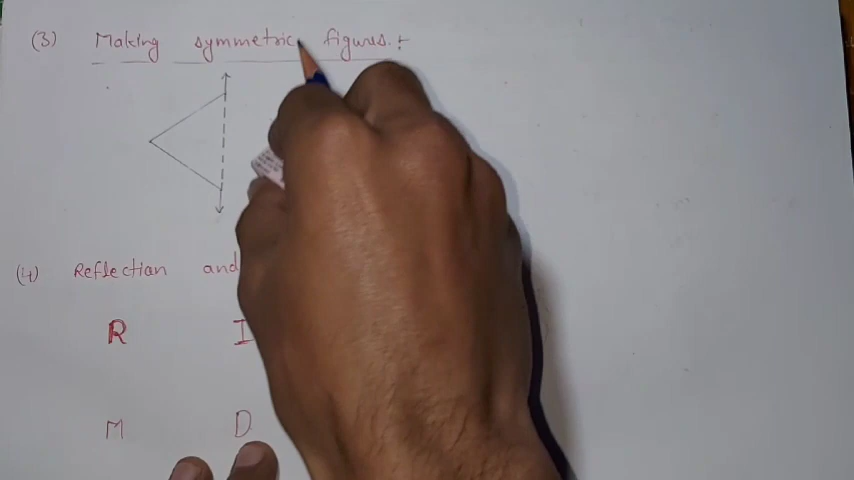 (3) Making symmetric figures :-
(4) Reflection and
R I
M D